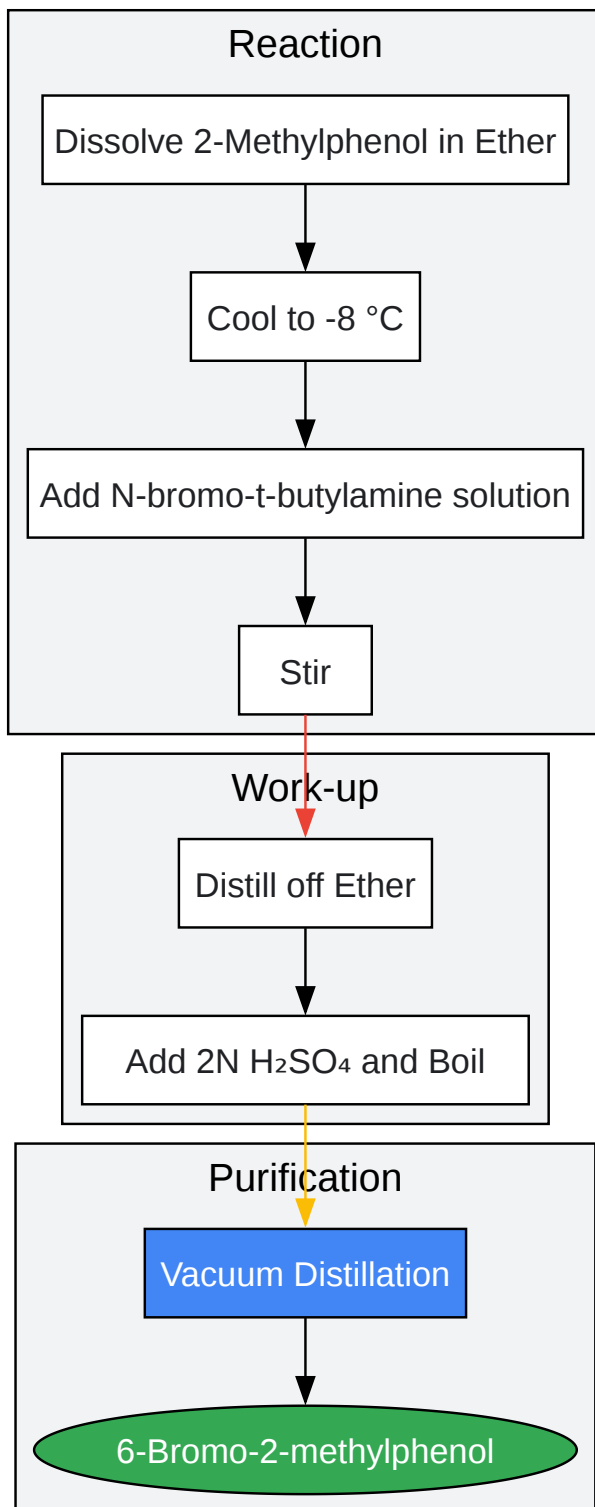 Reaction
Dissolve 2-Methylphenol in Ether
Cool to -8 °C
Add N-bromo-t-butylamine solution
Stir
Work-up
Distill off Ether
Add 2N H₂SO₄ and Boil
Purification
Vacuum Distillation
6-Bromo-2-methylphenol